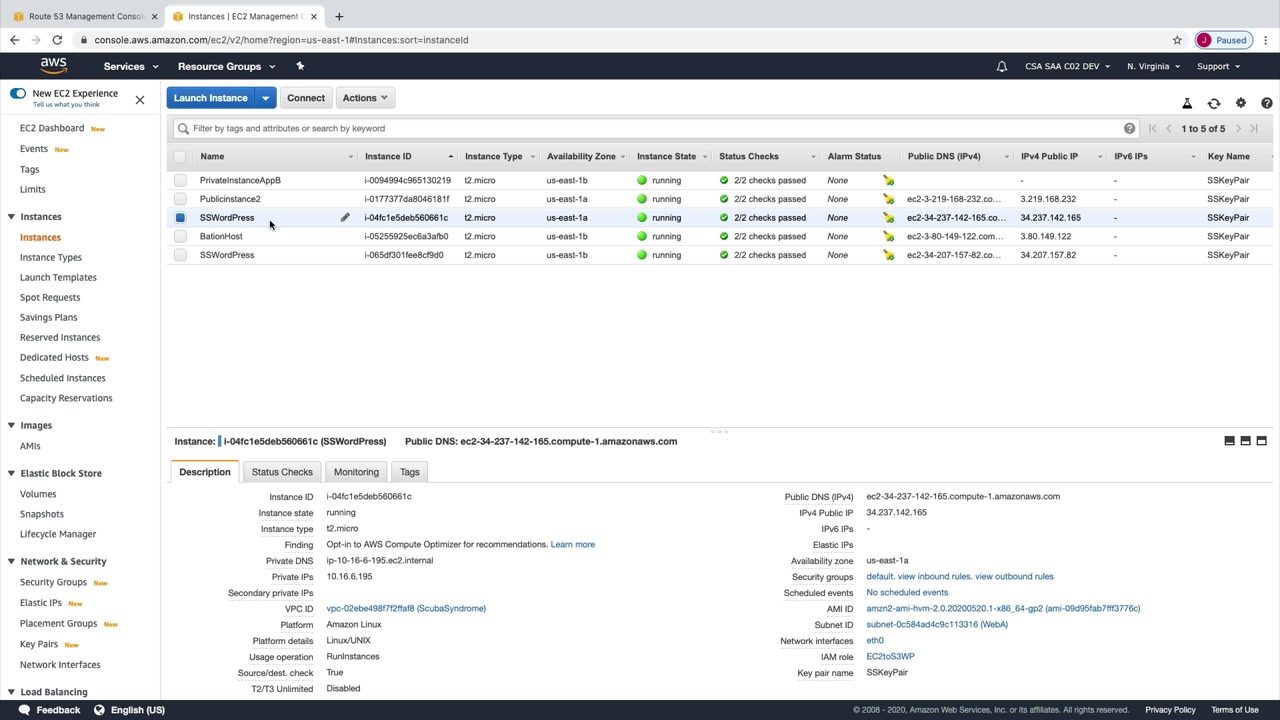 Route 53 Management Consol
Instances | EC2 Management C
console.aws.amazon.com/ec2/v2/home?region=us-east-1#Instances:sort=instanceId
J Paused
aws Services Resource Groups CSA SAA C02 DEV N. Virginia Support
New EC2 Experience
Tell us what you think
EC2 Dashboard New
Events New
Tags
Limits
Instances
Instances
Instance Types
Launch Templates
Spot Requests
Savings Plans
Reserved Instances
Dedicated Hosts New
Scheduled Instances
Capacity Reservations
Images
AMIs
Elastic Block Store
Volumes
Snapshots
Lifecycle Manager
Network & Security
Security Groups New
Elastic IPs New
Placement Groups New
Key Pairs New
Network Interfaces
Load Balancing
Launch Instance Connect Actions
Filter by tags and attributes or search by keyword 1 to 5 of 5
Name Instance ID Instance Type Availability Zone Instance State Status Checks Alarm Status Public DNS (IPv4) IPv4 Public IP IPv6 IPs Key Name
PrivateInstanceAppB i-0094994c965130219 t2.micro us-east-1b running 2/2 checks passed None - - SSKeyPair
Publicinstance2 i-0177377da8046181f t2.micro us-east-1a running 2/2 checks passed None ec2-3-219-168-232.co... 3.219.168.232 - SSKeyPair
SSWordPress i-04fc1e5deb560661c t2.micro us-east-1a running 2/2 checks passed None ec2-34-237-142-165.co... 34.237.142.165 - SSKeyPair
BationHost i-05255925ec6a3afb0 t2.micro us-east-1b running 2/2 checks passed None ec2-3-80-149-122.com... 3.80.149.122 - SSKeyPair
SSWordPress i-065df301fee8cf9d0 t2.micro us-east-1b running 2/2 checks passed None ec2-34-207-157-82.co... 34.207.157.82 - SSKeyPair
Instance: i-04fc1e5deb560661c (SSWordPress) Public DNS: ec2-34-237-142-165.compute-1.amazonaws.com
Description Status Checks Monitoring Tags
Instance ID i-04fc1e5deb560661c Public DNS (IPv4) ec2-34-237-142-165.compute-1.amazonaws.com
Instance state running IPv4 Public IP 34.237.142.165
Instance type t2.micro IPv6 IPs -
Finding Opt-in to AWS Compute Optimizer for recommendations. Learn more Elastic IPs
Private DNS ip-10-16-6-195.ec2.internal Availability zone us-east-1a
Private IPs 10.16.6.195 Security groups default. view inbound rules. view outbound rules
Secondary private IPs Scheduled events No scheduled events
VPC ID vpc-02ebe498f7f2ffaf8 (ScubaSyndrome) AMI ID amzn2-ami-hvm-2.0.20200520.1-x86_64-gp2 (ami-09d95fab7fff3776c)
Platform Amazon Linux Subnet ID subnet-0c584ad4c9c113316 (WebA)
Platform details Linux/UNIX Network interfaces eth0
Usage operation RunInstances IAM role EC2toS3WP
Source/dest. check True Key pair name SSKeyPair
T2/T3 Unlimited Disabled
Feedback English (US) © 2008 - 2020, Amazon Web Services, Inc. or its affiliates. All rights reserved. Privacy Policy Terms of Use